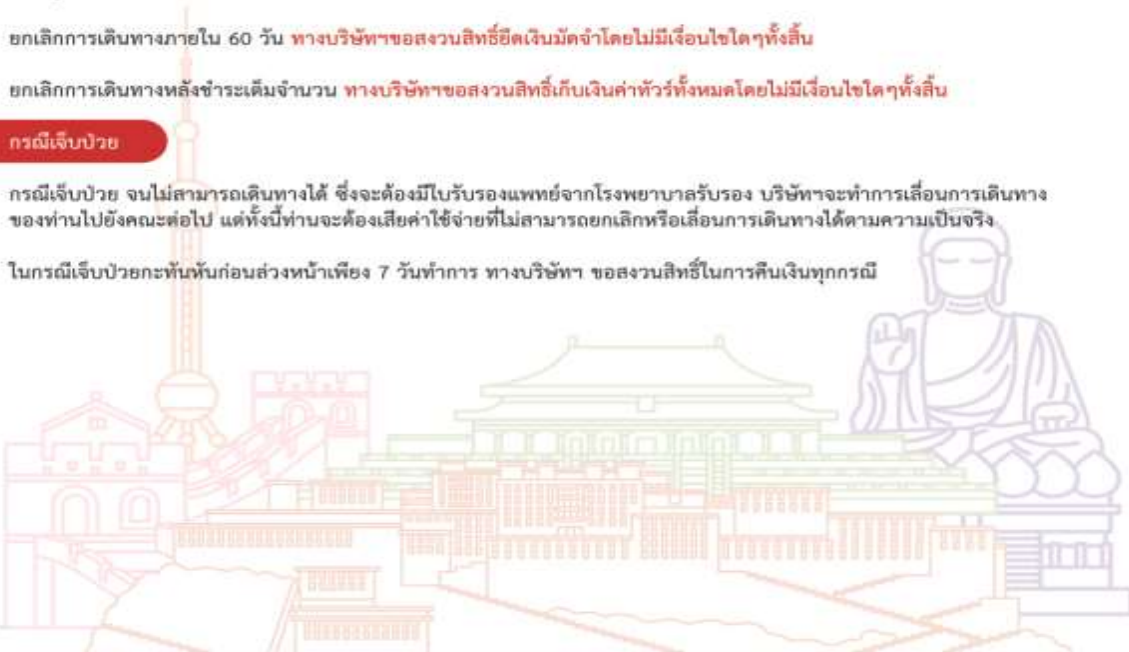 ยกเลิกการเดินทางภายใน 60 วัน ทางบริษัทฯขอสงวนสิทธิ์ยึดเงินมัดจำโดยไม่มีเงื่อนไขใดๆทั้งสิ้น
ยกเลิกการเดินทางหลังชำระเต็มจำนวน ทางบริษัทฯขอสงวนสิทธิ์เก็บเงินค่าทัวร์ทั้งหมดโดยไม่มีเงื่อนไขใดๆทั้งสิ้น
กรณีเจ็บป่วย
กรณีเจ็บป่วย จนไม่สามารถเดินทางได้ ซึ่งจะต้องมีใบรับรองแพทย์จากโรงพยาบาลรับรอง บริษัทฯจะทำการเลื่อนการเดินทาง
ของท่านไปยังคณะต่อไป แต่ทั้งนี้ท่านจะต้องเสียค่าใช้จ่ายที่ไม่สามารถยกเลิกหรือเลื่อนการเดินทางได้ตามความเป็นจริง
ในกรณีเจ็บป่วยกะทันหันก่อนล่วงหน้าเพียง 7 วันทำการ ทางบริษัทฯ ขอสงวนสิทธิ์ในการคืนเงินทุกกรณี